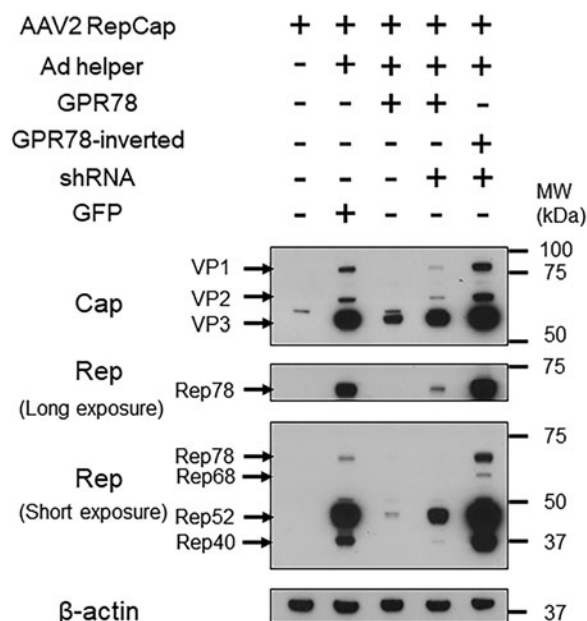 AAV2 RepCap + + + + +
Ad helper - + + + +
GPR78 - - + + -
GPR78-inverted - - - - +
shRNA - - - + +
GFP - + - - -
MW
(kDa)
Cap
VP1
VP2
VP3
100
75
50
Rep
(Long exposure)
Rep78
75
Rep
(Short exposure)
Rep78
Rep68
Rep52
Rep40
75
50
37
β-actin
37